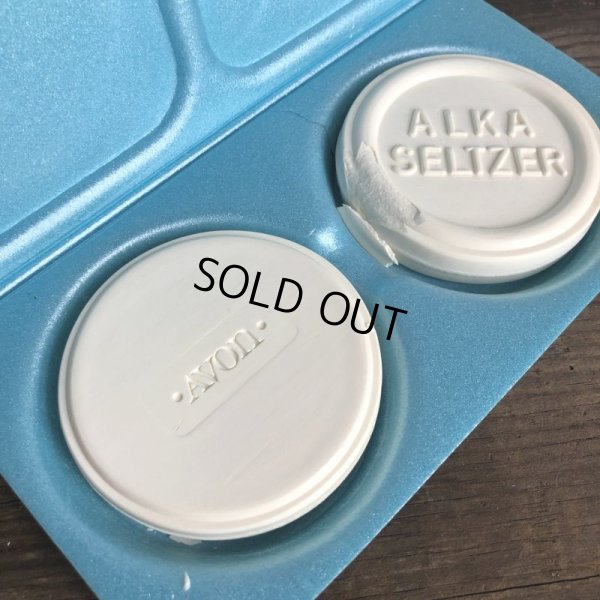 ALKA
SELTZER
SOLD OUT
·AVON·